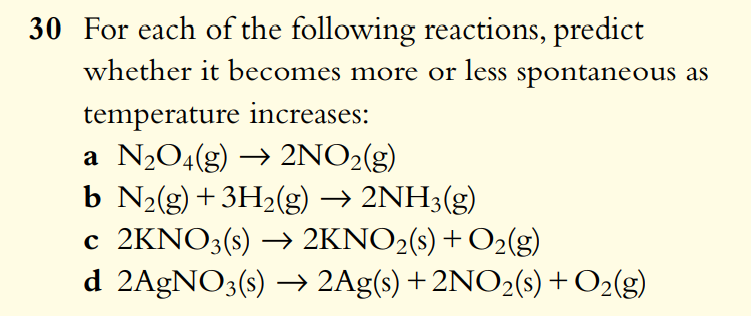 30 For each of the following reactions, predict
whether it becomes more or less spontaneous as
temperature increases:
a N₂O₄(g) → 2NO₂(g)
b N₂(g) + 3H₂(g) → 2NH₃(g)
c 2KNO₃(s) → 2KNO₂(s) + O₂(g)
d 2AgNO₃(s) → 2Ag(s) + 2NO₂(s) + O₂(g)